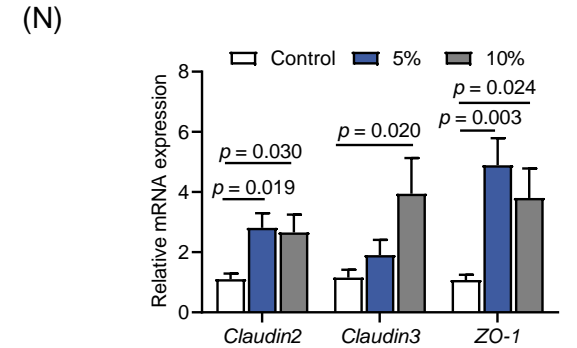 (N)
Control 5% 10%
Relative mRNA expression
8
6
4
2
0
p = 0.030
p = 0.019
p = 0.020
p = 0.024
p = 0.003
Claudin2 Claudin3 ZO-1